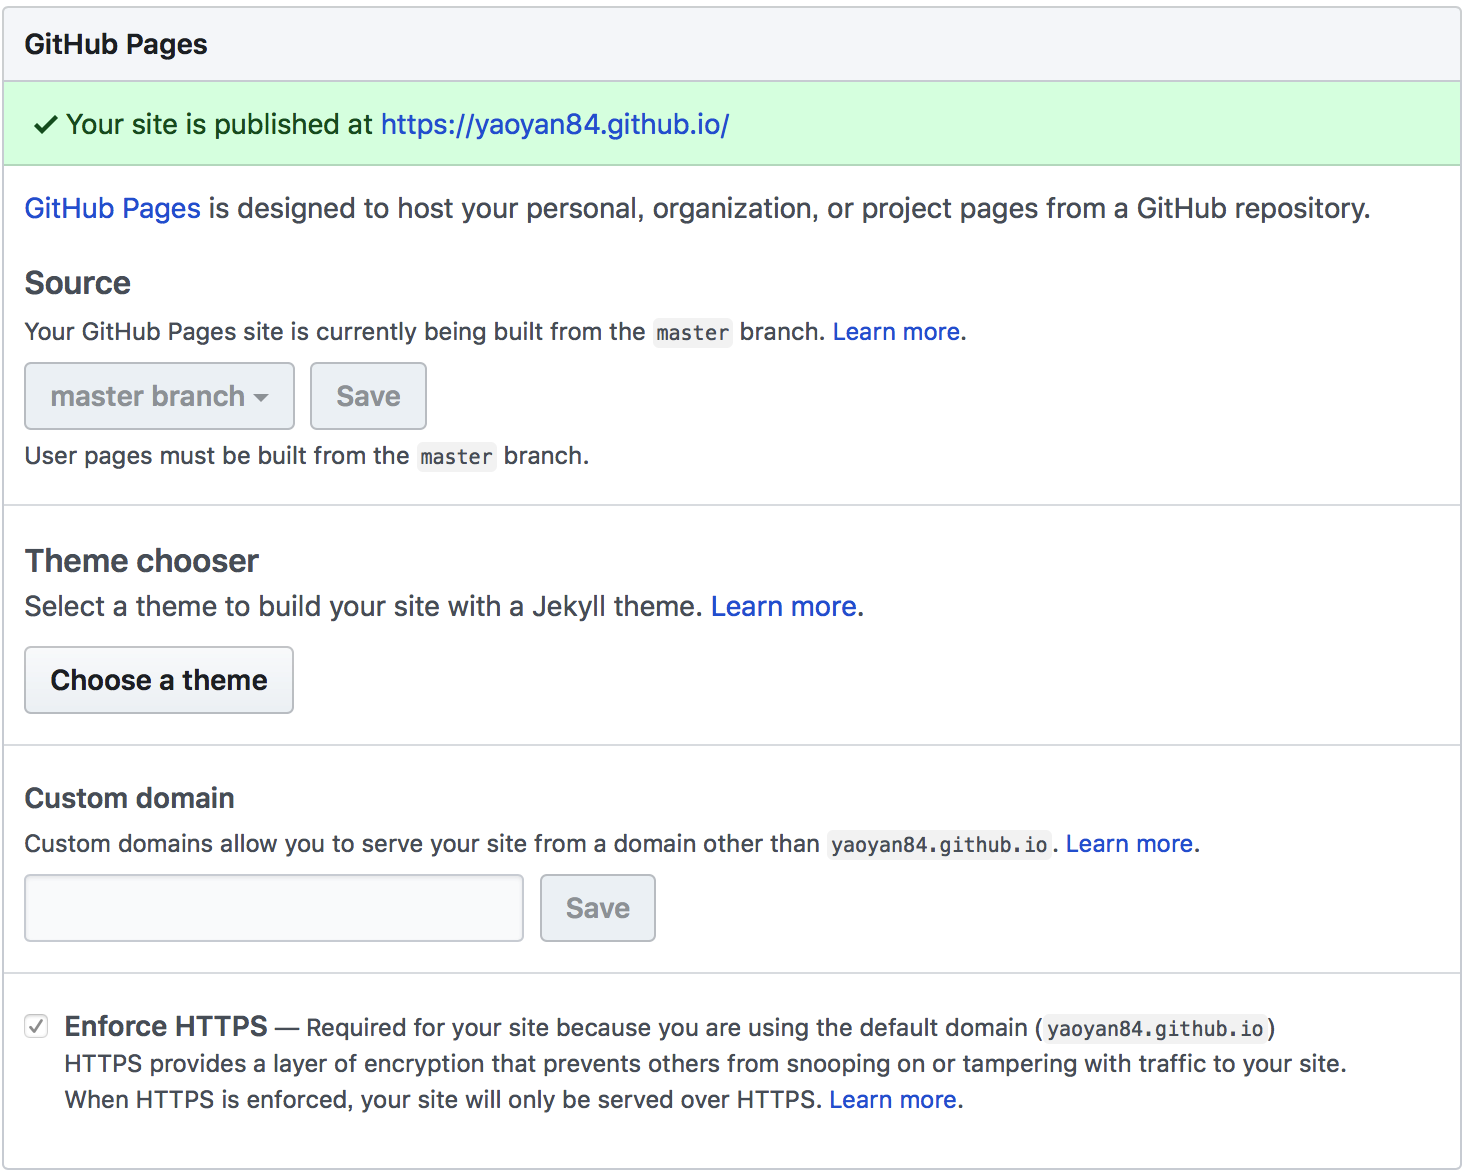 GitHub Pages
Your site is published at https://yaoyan84.github.io/
GitHub Pages is designed to host your personal, organization, or project pages from a GitHub repository.
Source
Your GitHub Pages site is currently being built from the master branch. Learn more.
master branch Save
User pages must be built from the master branch.
Theme chooser
Select a theme to build your site with a Jekyll theme. Learn more.
Choose a theme
Custom domain
Custom domains allow you to serve your site from a domain other than yaoyan84.github.io. Learn more.
Save
Enforce HTTPS — Required for your site because you are using the default domain (yaoyan84.github.io)
HTTPS provides a layer of encryption that prevents others from snooping on or tampering with traffic to your site.
When HTTPS is enforced, your site will only be served over HTTPS. Learn more.